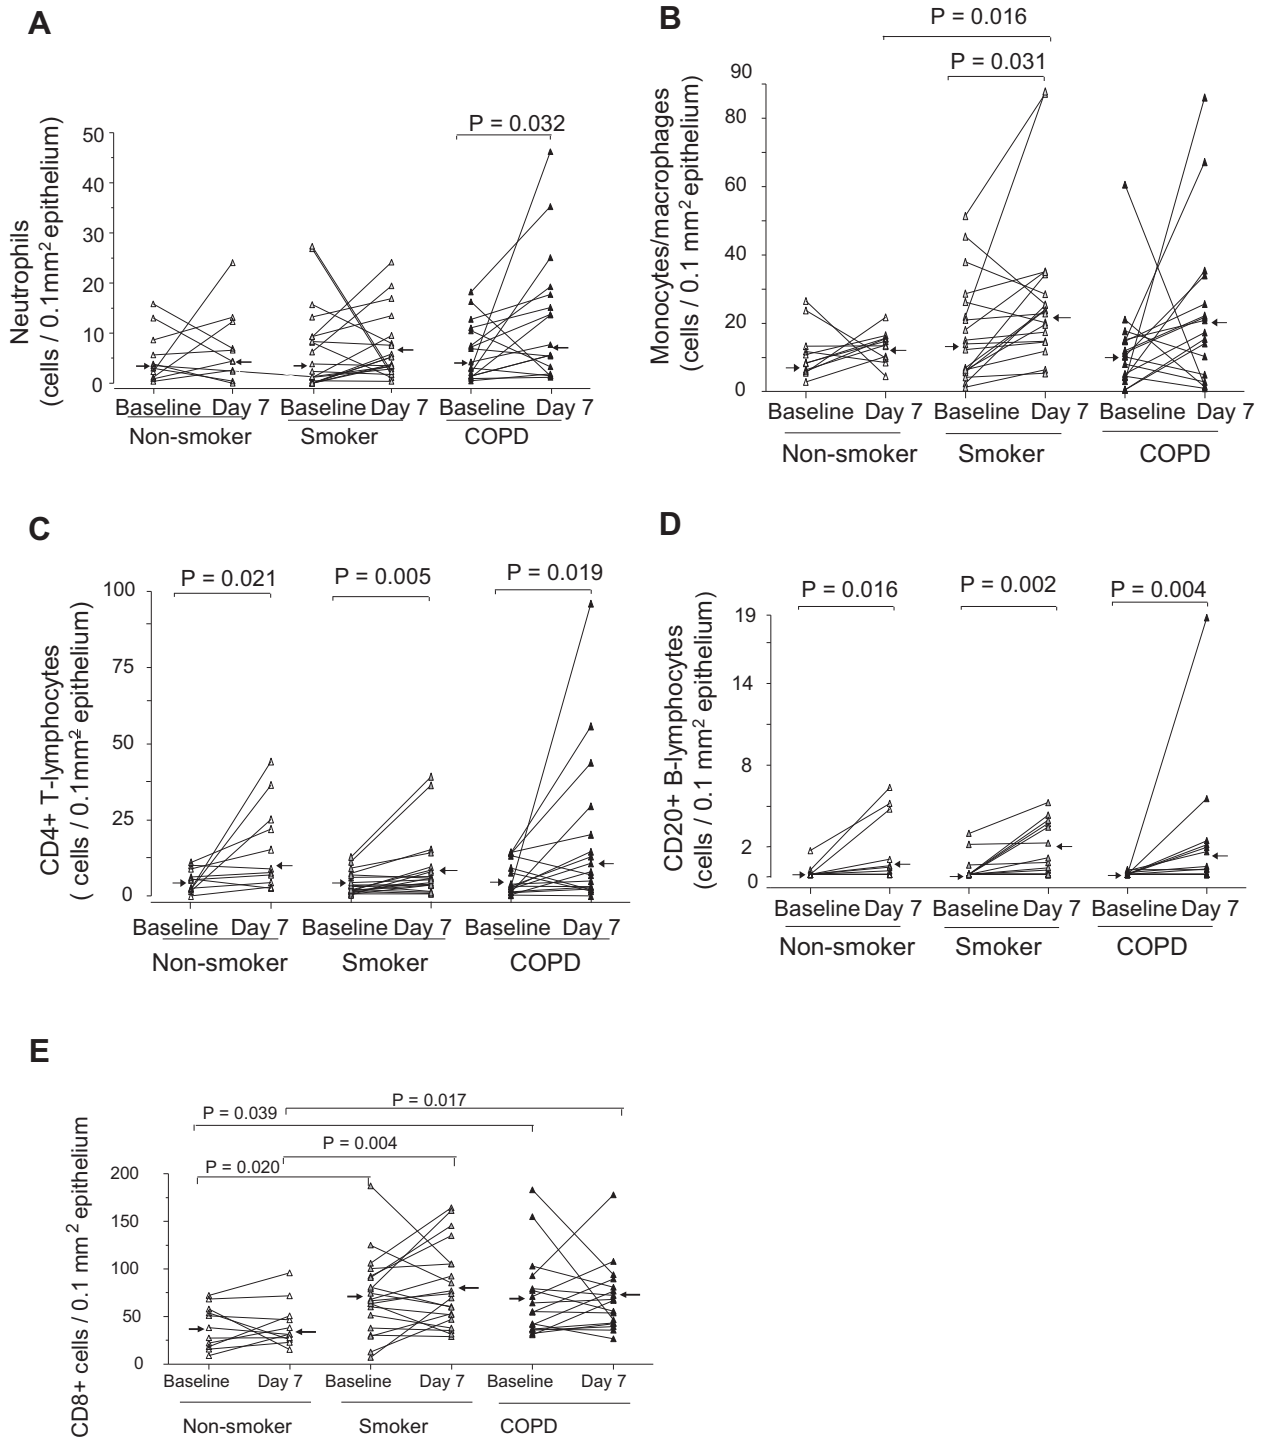 A
P = 0.032
Neutrophils
(cells / 0.1mm2 epithelium)
50
40
30
20
10
0
Baseline Day 7 Baseline Day 7 Baseline Day 7
Non-smoker Smoker COPD
B
P = 0.016
P = 0.031
Monocytes/macrophages
(cells / 0.1 mm2 epithelium)
90
80
60
40
20
0
Baseline Day 7 Baseline Day 7 Baseline Day 7
Non-smoker Smoker COPD
C
P = 0.021 P = 0.005 P = 0.019
CD4+ T-lymphocytes
( cells / 0.1mm2 epithelium)
100
75
50
25
0
Baseline Day 7 Baseline Day 7 Baseline Day 7
Non-smoker Smoker COPD
D
P = 0.016 P = 0.002 P = 0.004
CD20+ B-lymphocytes
(cells / 0.1 mm2 epithelium)
19
14
8
2
0
Baseline Day 7 Baseline Day 7 Baseline Day 7
Non-smoker Smoker COPD
E
P = 0.017
P = 0.039
P = 0.004
P = 0.020
CD8+ cells / 0.1 mm 2 epithelium
200
150
100
50
0
Baseline Day 7 Baseline Day 7 Baseline Day 7
Non-smoker Smoker COPD